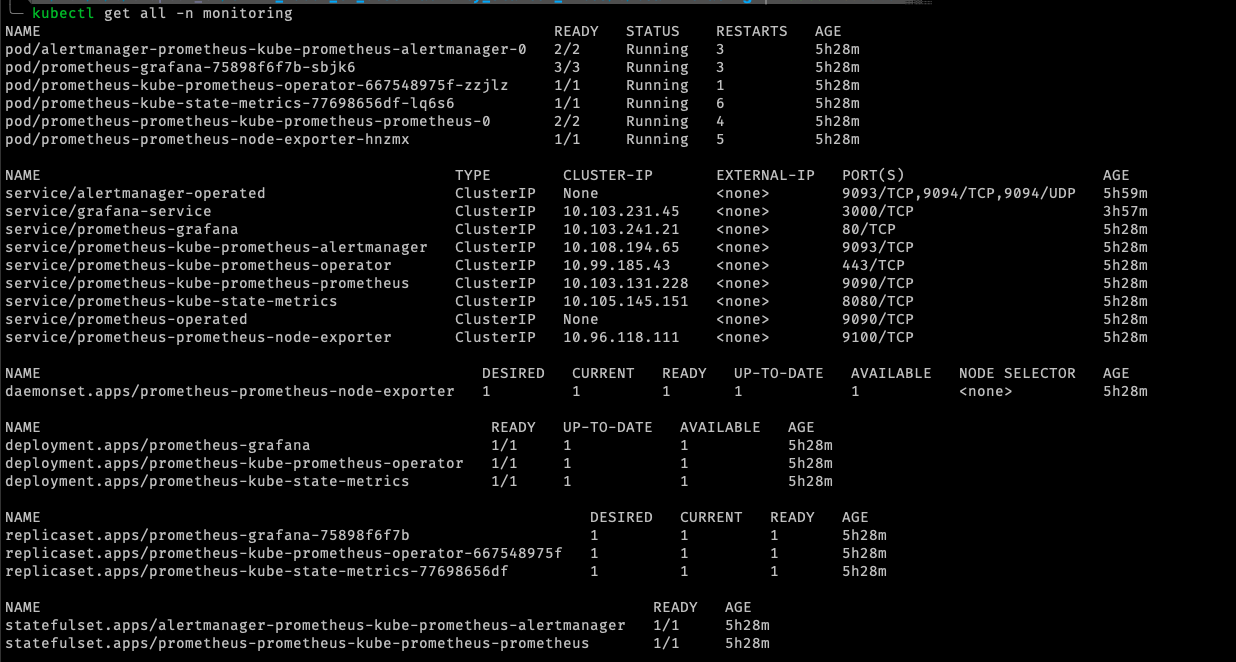 kubectl get all -n monitoring
NAME READY STATUS RESTARTS AGE
pod/alertmanager-prometheus-kube-prometheus-alertmanager-0 2/2 Running 3 5h28m
pod/prometheus-grafana-75898f6f7b-sbjk6 3/3 Running 3 5h28m
pod/prometheus-kube-prometheus-operator-667548975f-zzjlz 1/1 Running 1 5h28m
pod/prometheus-kube-state-metrics-77698656df-lq6s6 1/1 Running 6 5h28m
pod/prometheus-prometheus-kube-prometheus-prometheus-0 2/2 Running 4 5h28m
pod/prometheus-prometheus-node-exporter-hnzmx 1/1 Running 5 5h28m
NAME TYPE CLUSTER-IP EXTERNAL-IP PORT(S) AGE
service/alertmanager-operated ClusterIP None <none> 9093/TCP,9094/TCP,9094/UDP 5h59m
service/grafana-service ClusterIP 10.103.231.45 <none> 3000/TCP 3h57m
service/prometheus-grafana ClusterIP 10.103.241.21 <none> 80/TCP 5h28m
service/prometheus-kube-prometheus-alertmanager ClusterIP 10.108.194.65 <none> 9093/TCP 5h28m
service/prometheus-kube-prometheus-operator ClusterIP 10.99.185.43 <none> 443/TCP 5h28m
service/prometheus-kube-prometheus-prometheus ClusterIP 10.103.131.228 <none> 9090/TCP 5h28m
service/prometheus-kube-state-metrics ClusterIP 10.105.145.151 <none> 8080/TCP 5h28m
service/prometheus-operated ClusterIP None <none> 9090/TCP 5h28m
service/prometheus-prometheus-node-exporter ClusterIP 10.96.118.111 <none> 9100/TCP 5h28m
NAME DESIRED CURRENT READY UP-TO-DATE AVAILABLE NODE SELECTOR AGE
daemonset.apps/prometheus-prometheus-node-exporter 1 1 1 1 1 <none> 5h28m
NAME READY UP-TO-DATE AVAILABLE AGE
deployment.apps/prometheus-grafana 1/1 1 1 5h28m
deployment.apps/prometheus-kube-prometheus-operator 1/1 1 1 5h28m
deployment.apps/prometheus-kube-state-metrics 1/1 1 1 5h28m
NAME DESIRED CURRENT READY AGE
replicaset.apps/prometheus-grafana-75898f6f7b 1 1 1 5h28m
replicaset.apps/prometheus-kube-prometheus-operator-667548975f 1 1 1 5h28m
replicaset.apps/prometheus-kube-state-metrics-77698656df 1 1 1 5h28m
NAME READY AGE
statefulset.apps/alertmanager-prometheus-kube-prometheus-alertmanager 1/1 5h28m
statefulset.apps/prometheus-prometheus-kube-prometheus-prometheus 1/1 5h28m